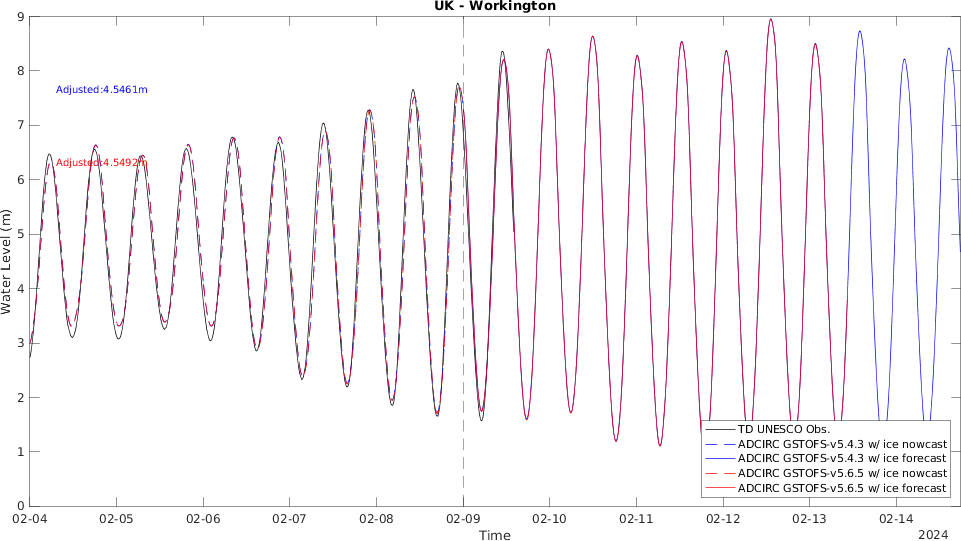 UK - Workington
9
8
7
6
5
4
3
2
1
0
Water Level (m)
Adjusted:4.5461m
Adjusted:4.5492m
TD UNESCO Obs.
ADCIRC GSTOFS-v5.4.3 w/ ice nowcast
ADCIRC GSTOFS-v5.4.3 w/ ice forecast
ADCIRC GSTOFS-v5.6.5 w/ ice nowcast
ADCIRC GSTOFS-v5.6.5 w/ ice forecast
02-04 02-05 02-06 02-07 02-08 02-09 02-10 02-11 02-12 02-13 02-14
Time
2024